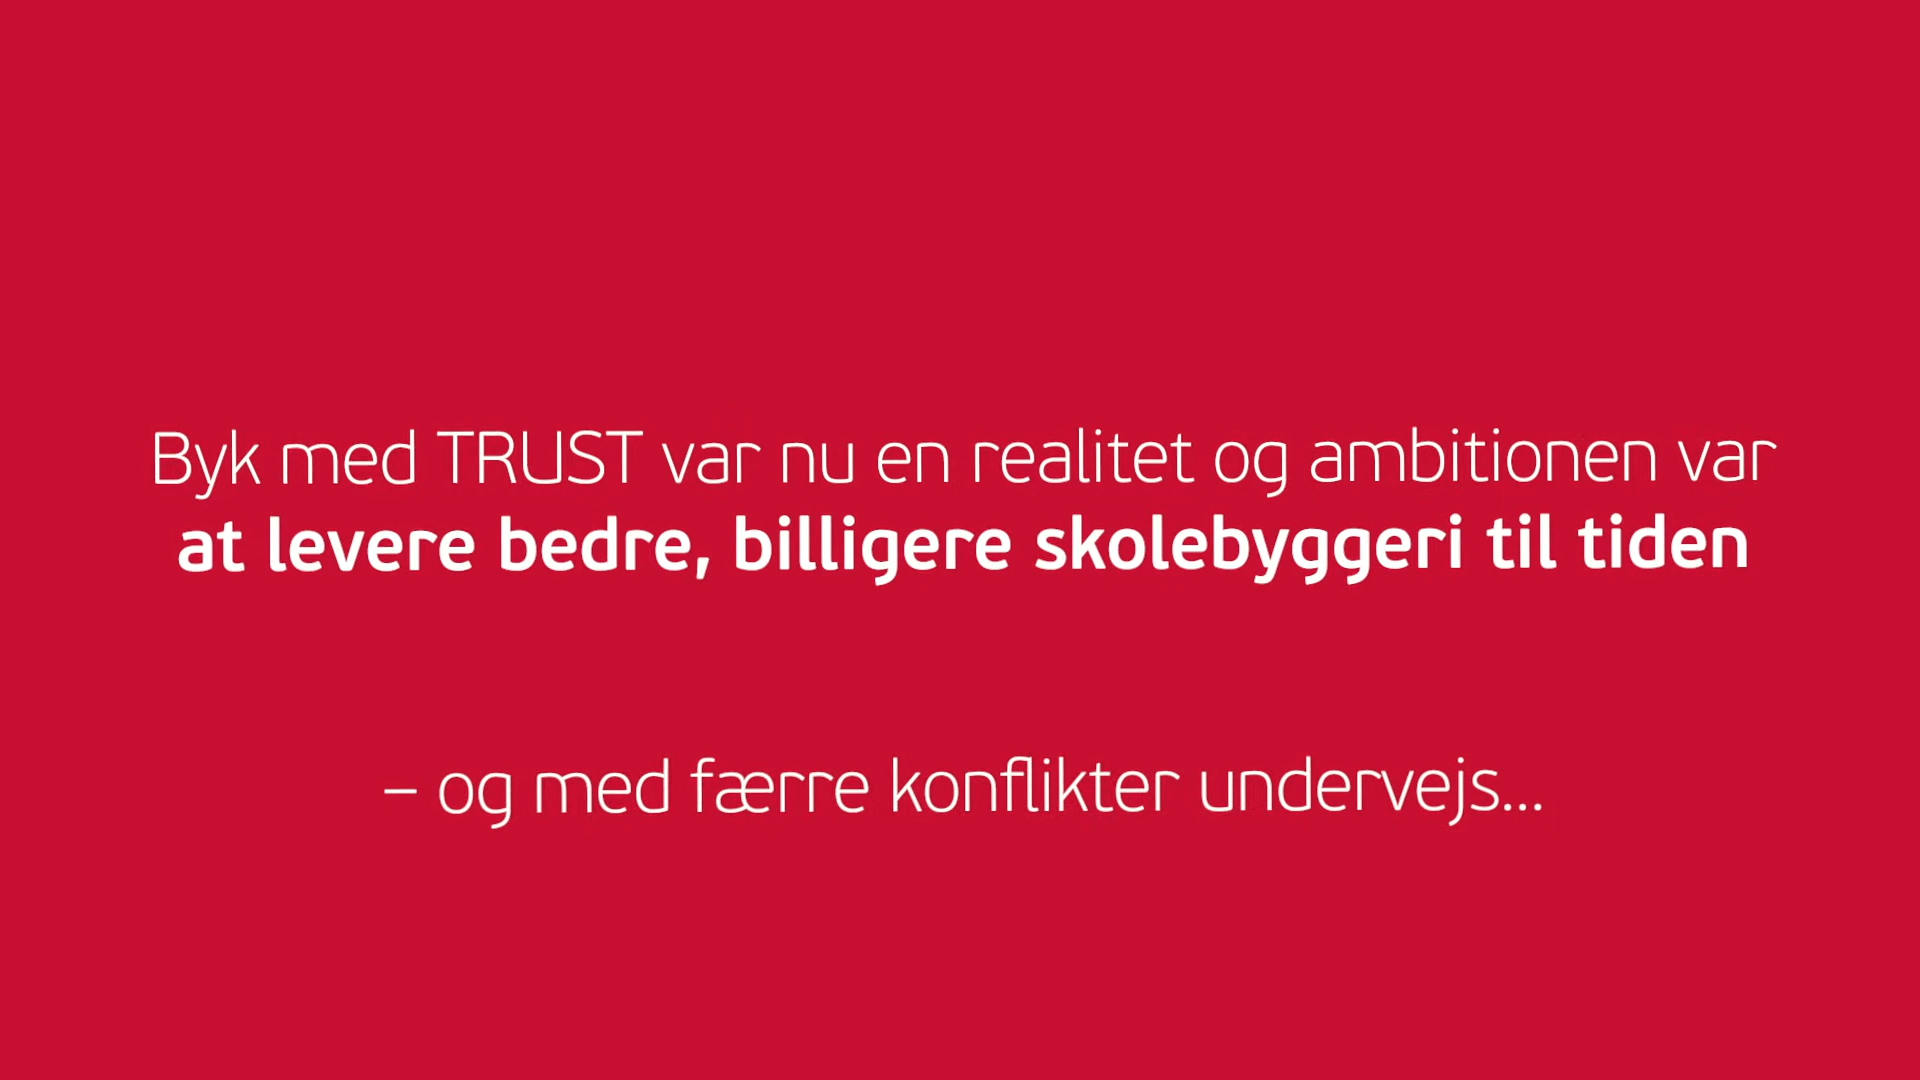 Byk med TRUST var nu en realitet og ambitionen var
at levere bedre, billigere skolebyggeri til tiden
– og med færre konflikter undervejs...